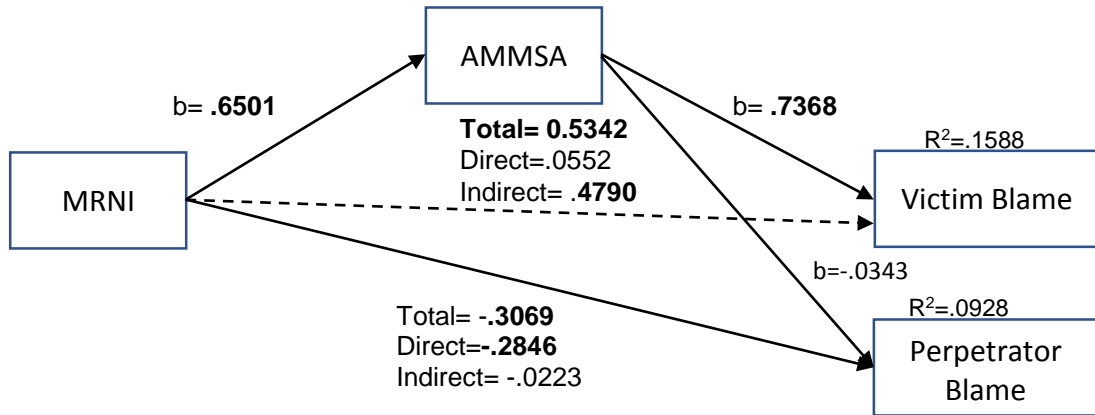 AMMSA
b= .6501
b= .7368
Total= 0.5342
Direct=.0552
Indirect= .4790
R²=.1588
MRNI
Victim Blame
b=-.0343
R²=.0928
Total= -.3069
Direct=-.2846
Indirect= -.0223
Perpetrator
Blame